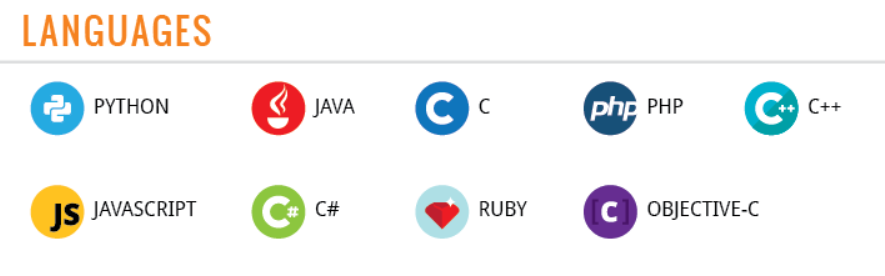 LANGUAGES
PYTHON JAVA C C php PHP C++ C++
JS JAVASCRIPT C# C# RUBY [C] OBJECTIVE-C